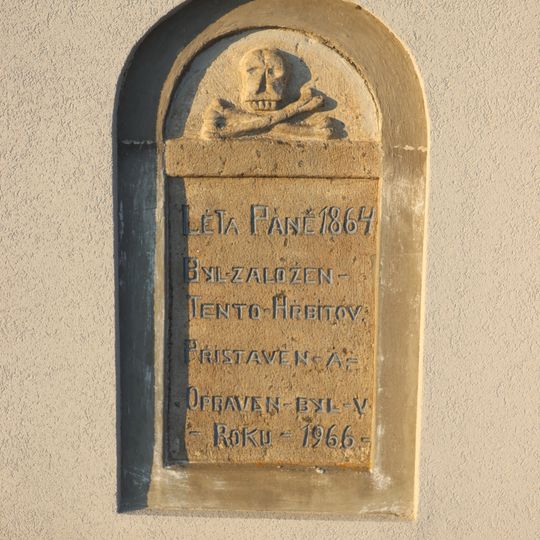 LÉTA PÁNĚ 1864
BYL-ZALOŽEN-
TENTO-HŘBITOV.
PŘISTAVĚN-A-
OPRAVEN-BYL-V
- ROKU - 1966 -